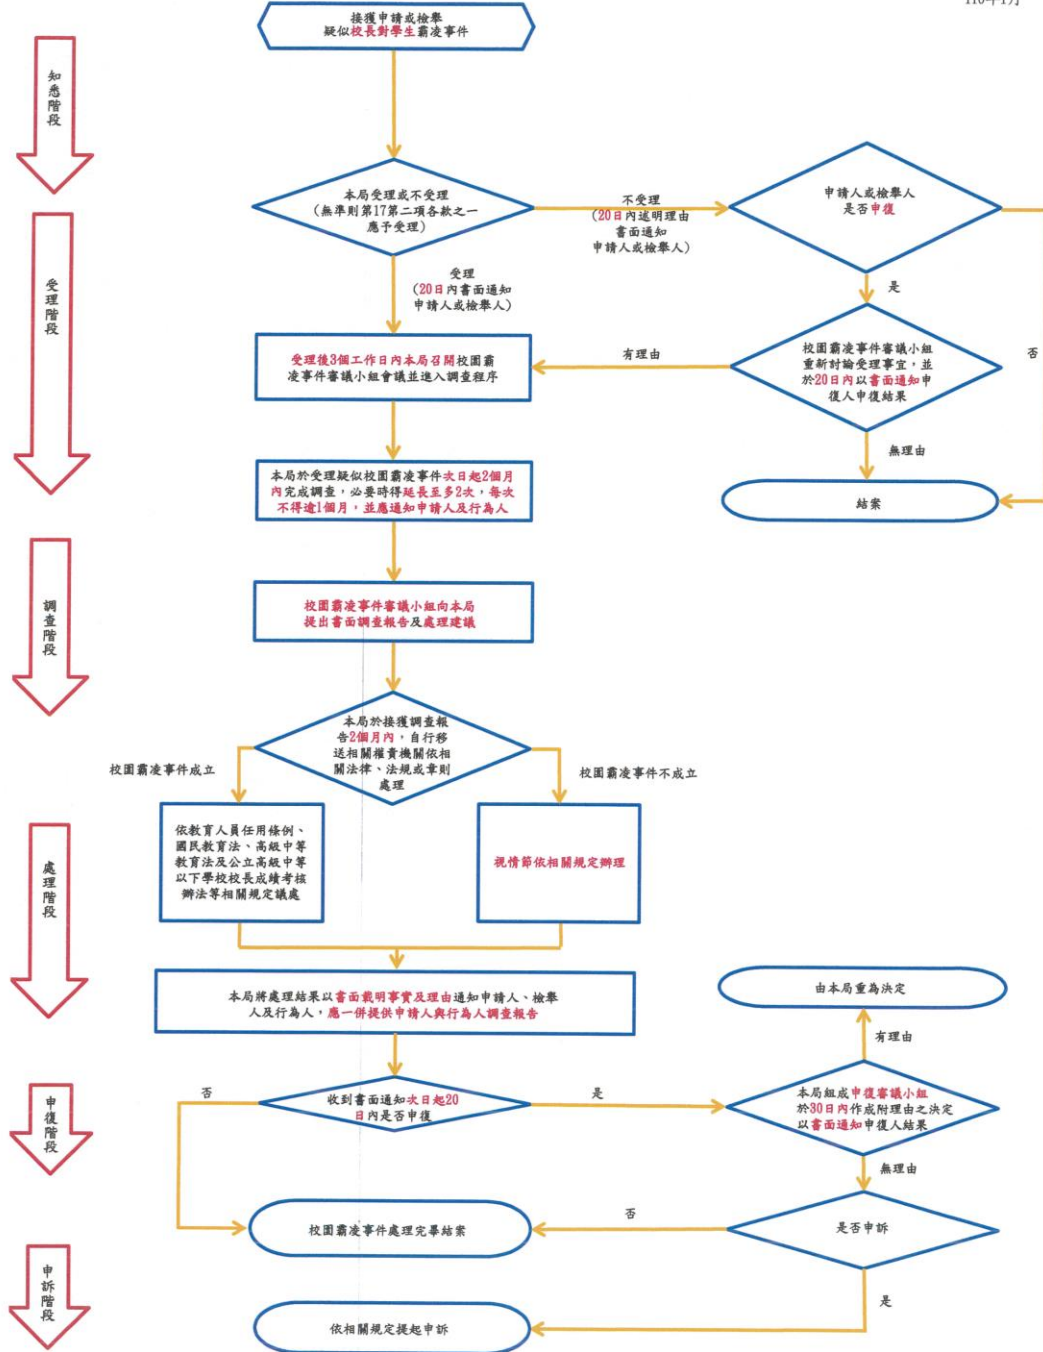 110年1月
接獲申請或檢舉
疑似校長對學生霸凌事件
知悉階段
本局受理或不受理
(無準則第17第二項各款之一
應予受理)
不受理
(20日內述明理由
書面通知
申請人或檢舉人)
申請人或檢舉人
是否申復
是
否
受理
(20日內書面通知
申請人或檢舉人)
受理階段
受理後3個工作日內本局召開校園霸
凌事件審議小組會議並進入調查程序
有理由
校園霸凌事件審議小組
重新討論受理事宜，並
於20日內以書面通知申
復人申復結果
無理由
結案
本局於受理疑似校園霸凌事件次日起2個月
內完成調查，必要時得延長至多2次，每次
不得逾1個月，並應通知申請人及行為人
調查階段
校園霸凌事件審議小組向本局
提出書面調查報告及處理建議
本局於接獲調查報
告2個月內，自行移
送相關權責機關依相
關法律、法規或章則
處理
校園霸凌事件成立
校園霸凌事件不成立
處理階段
依教育人員任用條例、
國民教育法、高級中等
教育法及公立高級中等
以下學校校長成績考核
辦法等相關規定議處
視情節依相關規定辦理
本局將處理結果以書面載明事實及理由通知申請人、檢舉
人及行為人，應一併提供申請人與行為人調查報告
由本局重為決定
有理由
申復階段
否
收到書面通知次日起20
日內是否申復
是
本局組成申復審議小組
於30日內作成附理由之決定
以書面通知申復人結果
無理由
校園霸凌事件處理完畢結案
否
是否申訴
申訴階段
是
依相關規定提起申訴